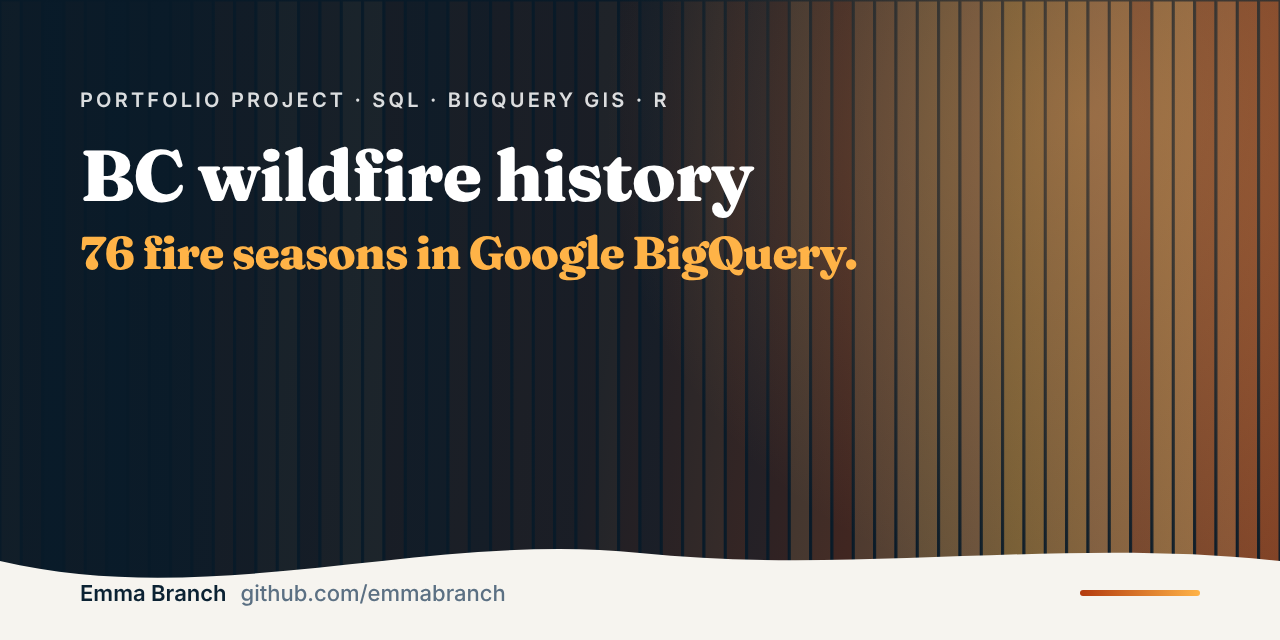 PORTFOLIO PROJECT · SQL · BIGQUERY GIS · R
BC wildfire history
76 fire seasons in Google BigQuery.
Emma Branch github.com/emmabranch